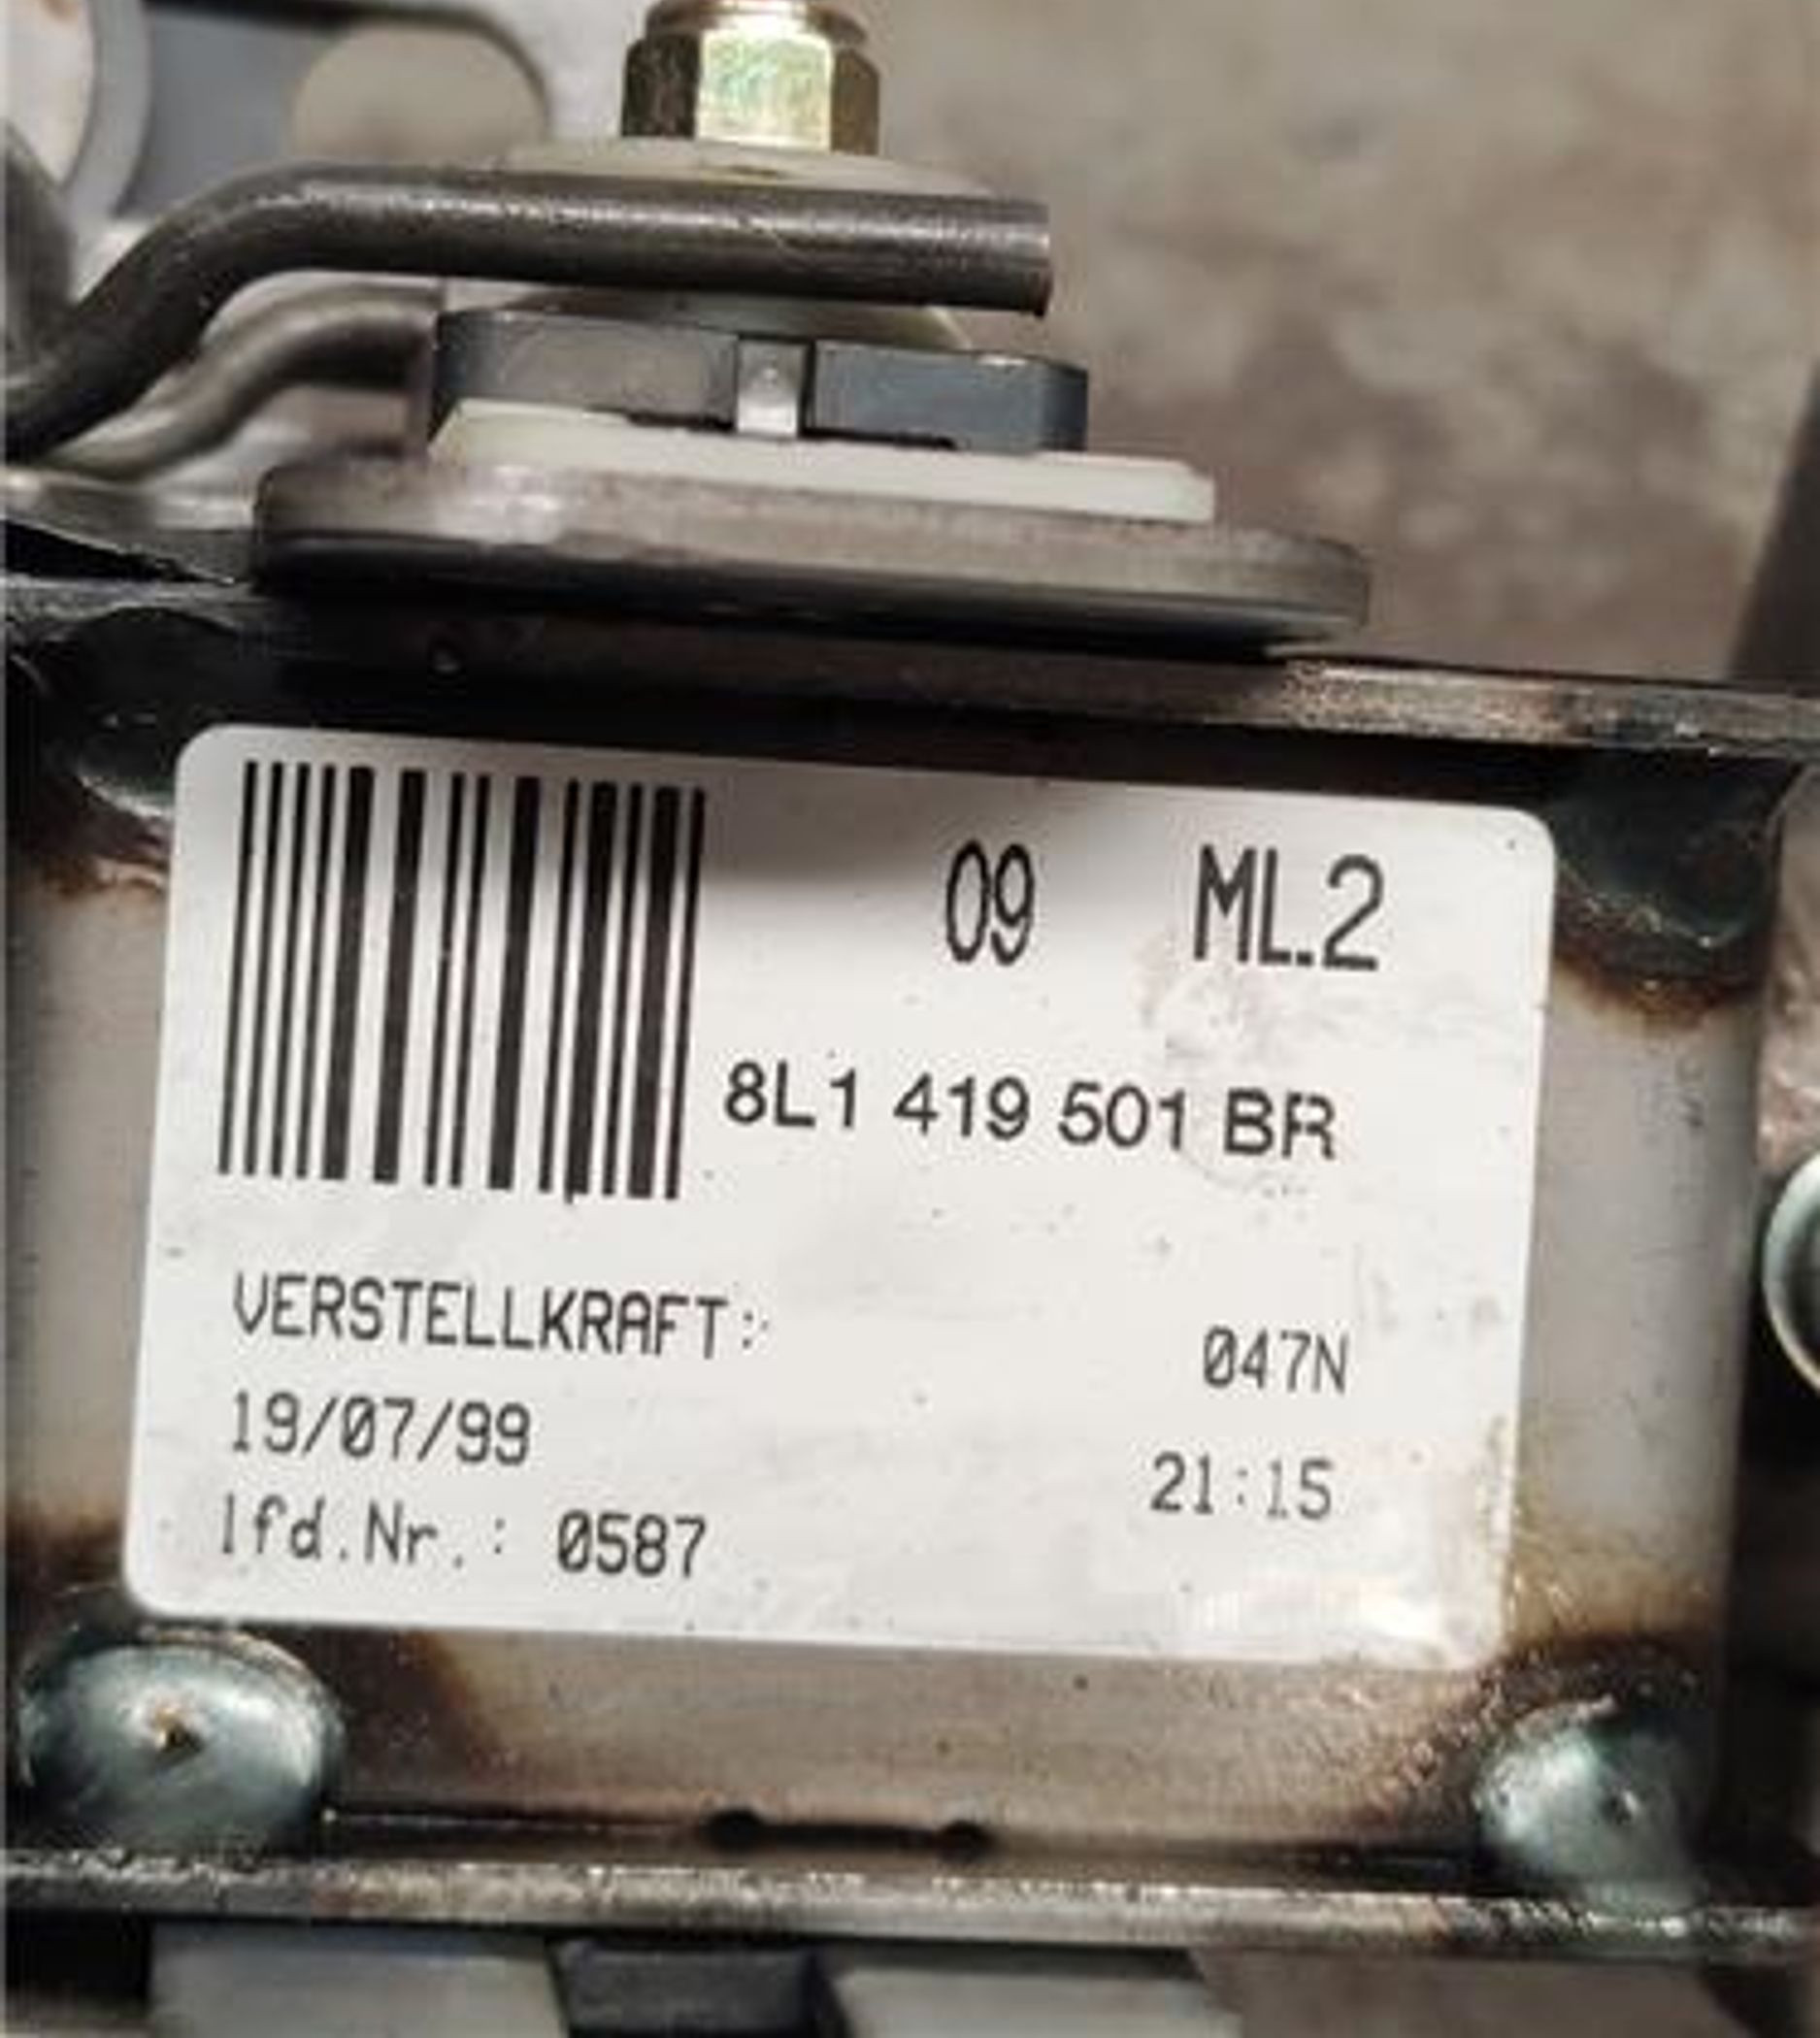 09 ML.2
8L1 419 501 BR
VERSTELLKRAFT: 047N
19/07/99 21:15
lfd.Nr.: 0587